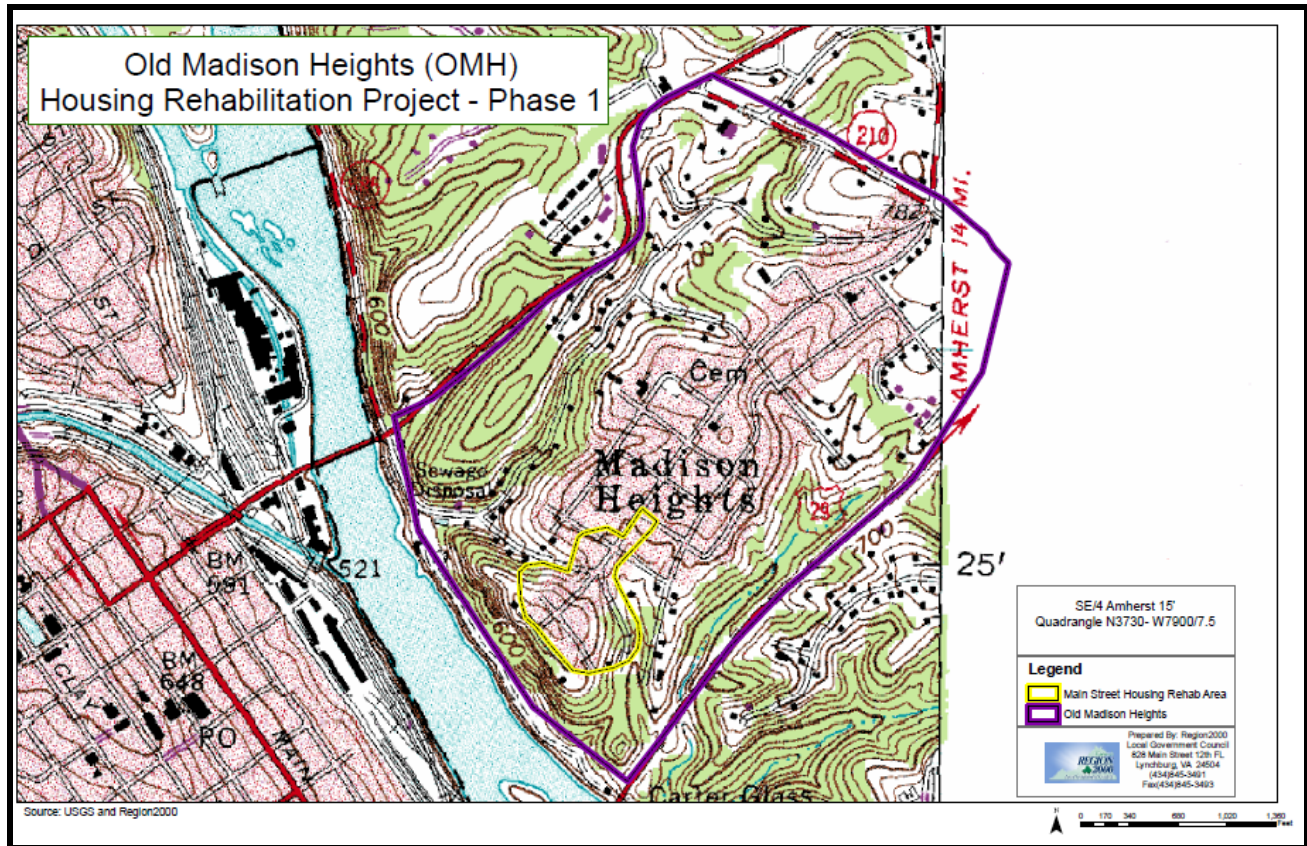 Old Madison Heights (OMH)
Housing Rehabilitation Project - Phase 1
210
782
AMHERST 14 MI.
600
700
ST
Cem
Madison
Heights
Sewage
Disposal
29
700
BM
521
25'
600
BM
648
CLAY
PO
MAIN
Carter Glass
SE/4 Amherst 15'
Quadrangle N3730- W7900/7.5
Legend
Main Street Housing Rehab Area
Old Madison Heights
REGION
2000
Prepared By: Region2000
Local Government Council
828 Main Street 12th FL
Lynchburg, VA 24504
(434)845-3491
Fax(434)845-3493
Source: USGS and Region2000
N
0 170 340 680 1,020 1,360
Feet